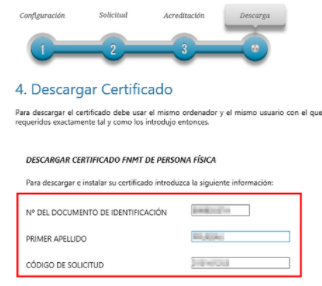 Configuración Solicitud Acreditación Descarga
1 2 3
4. Descargar Certificado
Para descargar el certificado debe usar el mismo ordenador y el mismo usuario con el que
requeridos exactamente tal y como los introdujo entonces.
DESCARGAR CERTIFICADO FNMT DE PERSONA FÍSICA
Para descargar e instalar su certificado introduzca la siguiente información:
Nº DEL DOCUMENTO DE IDENTIFICACIÓN
PRIMER APELLIDO
CÓDIGO DE SOLICITUD